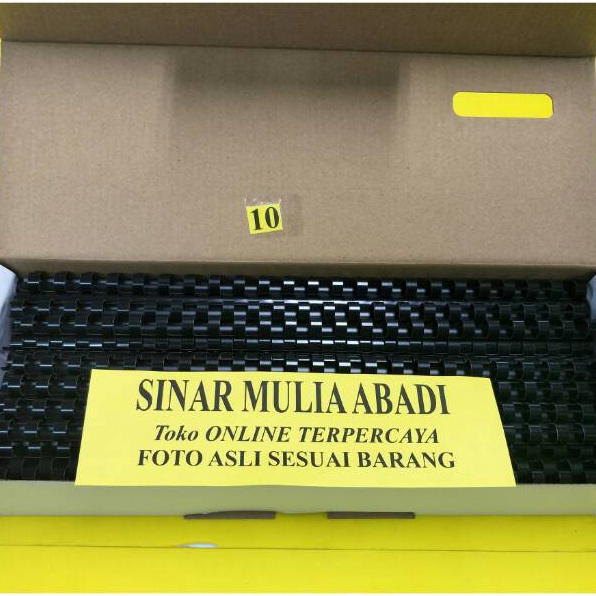 10
SINAR MULIA ABADI
Toko ONLINE TERPERCAYA
FOTO ASLI SESUAI BARANG